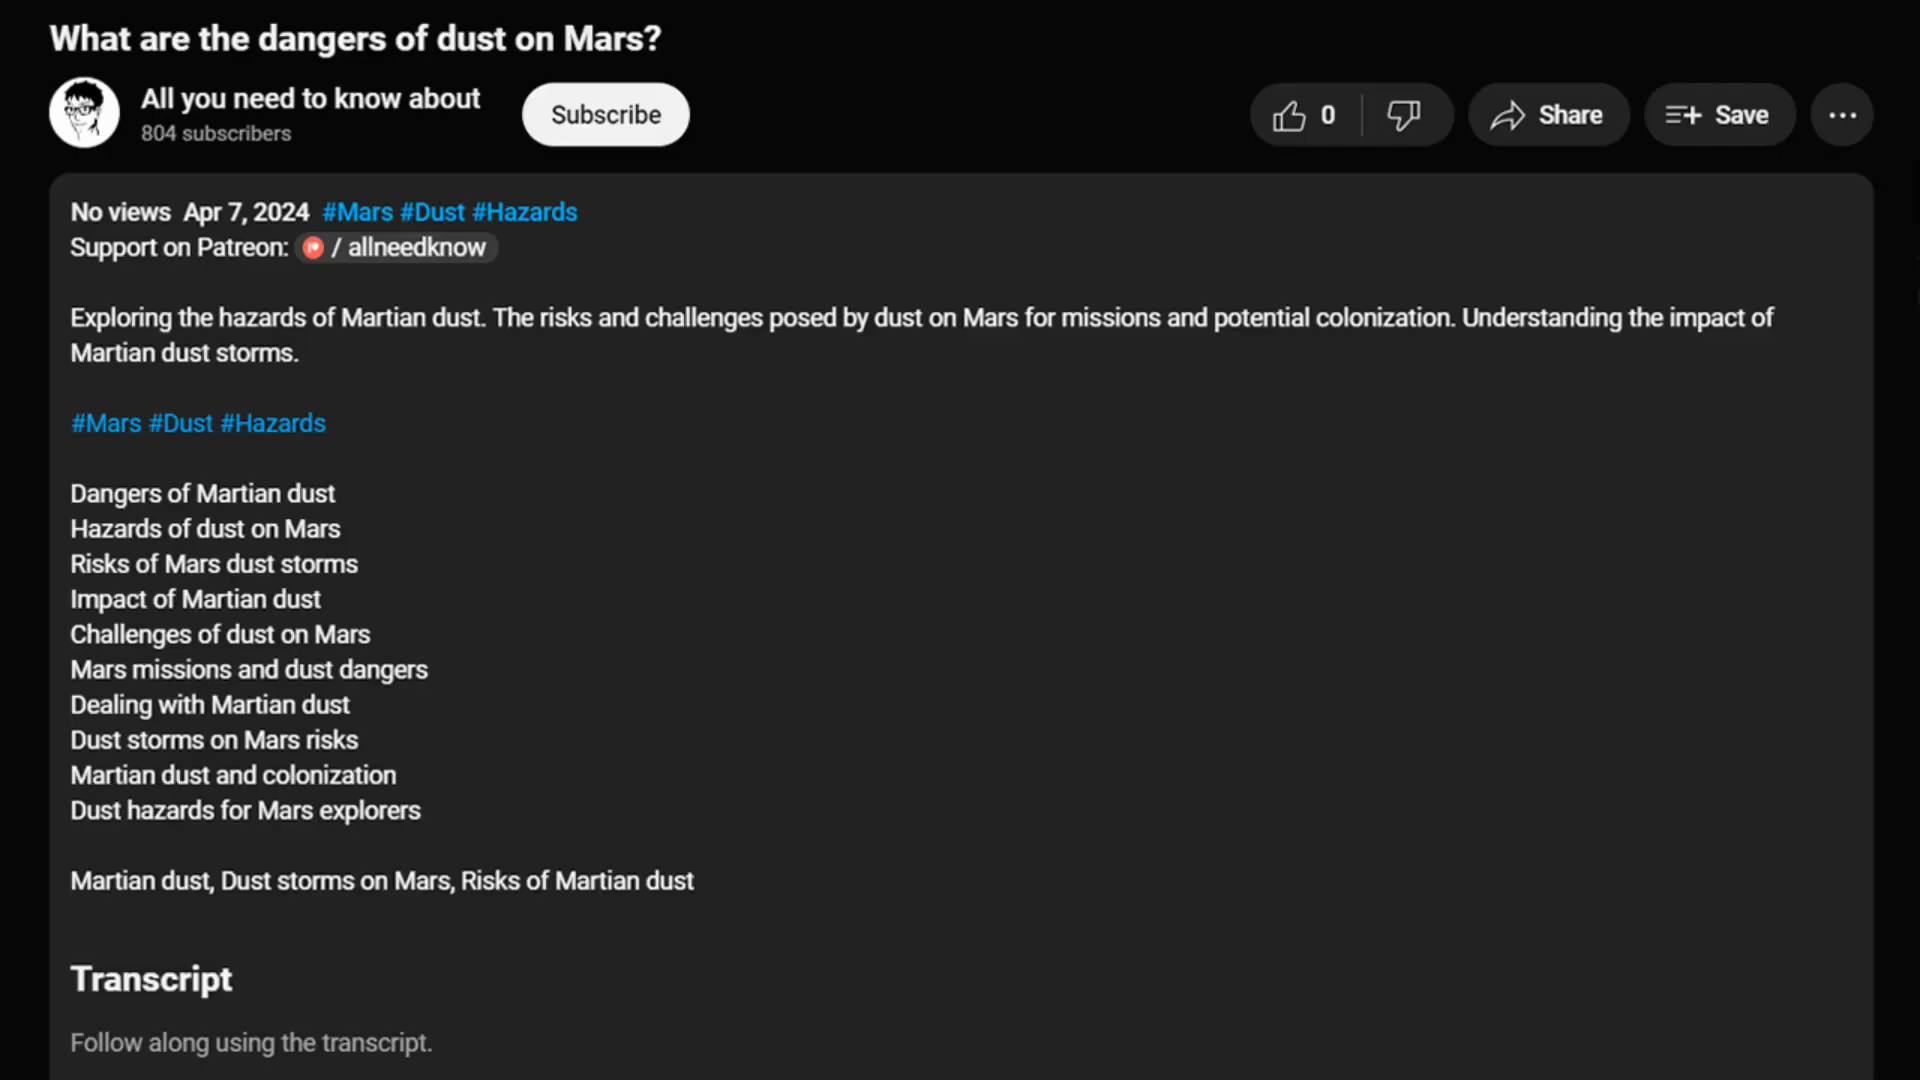 What are the dangers of dust on Mars?
All you need to know about
804 subscribers
Subscribe
0
Share
Save
No views Apr 7, 2024 #Mars #Dust #Hazards
Support on Patreon: / allneedknow
Exploring the hazards of Martian dust. The risks and challenges posed by dust on Mars for missions and potential colonization. Understanding the impact of
Martian dust storms.
#Mars #Dust #Hazards
Dangers of Martian dust
Hazards of dust on Mars
Risks of Mars dust storms
Impact of Martian dust
Challenges of dust on Mars
Mars missions and dust dangers
Dealing with Martian dust
Dust storms on Mars risks
Martian dust and colonization
Dust hazards for Mars explorers
Martian dust, Dust storms on Mars, Risks of Martian dust
Transcript
Follow along using the transcript.